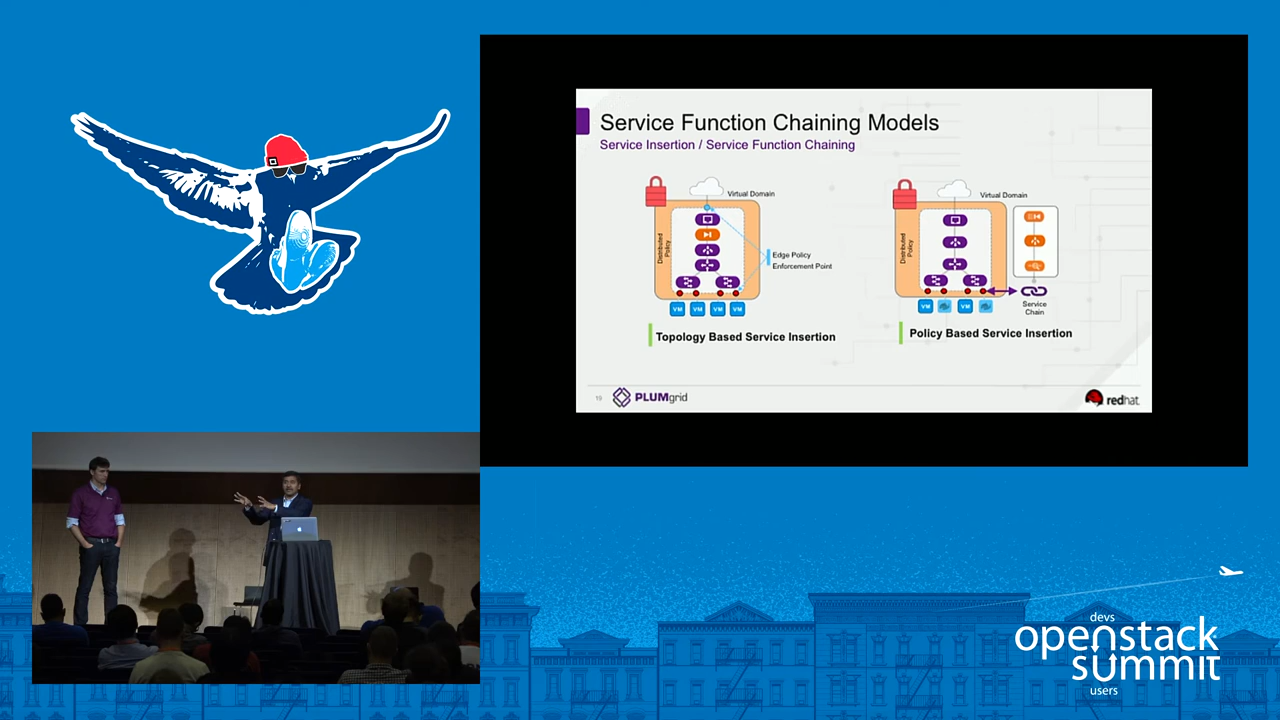 Service Function Chaining Models
Service Insertion / Service Function Chaining
Virtual Domain
Distributed
Policy
Edge Policy
Enforcement Point
VM VM VM VM
Topology Based Service Insertion
Virtual Domain
Distributed
Policy
VM VM
Service
Chain
Policy Based Service Insertion
15
PLUMgrid
redhat.
devs
openstack
summit
users